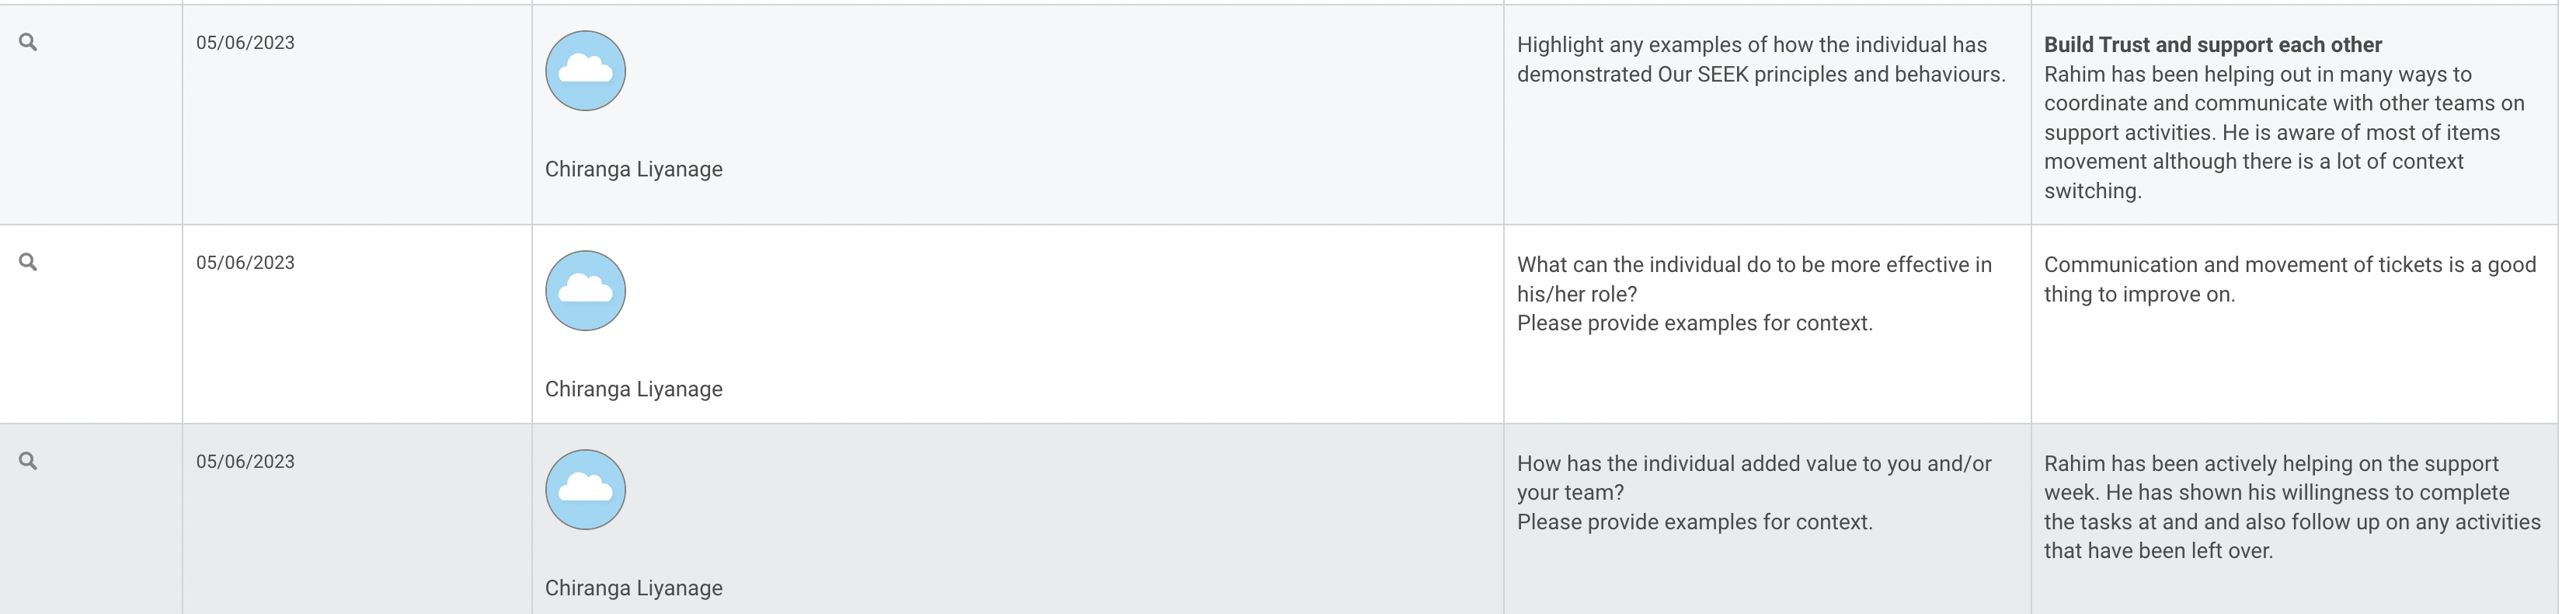 05/06/2023
Chiranga Liyanage
Highlight any examples of how the individual has
demonstrated Our SEEK principles and behaviours.
Build Trust and support each other
Rahim has been helping out in many ways to
coordinate and communicate with other teams on
support activities. He is aware of most of items
movement although there is a lot of context
switching.
05/06/2023
Chiranga Liyanage
What can the individual do to be more effective in
his/her role?
Please provide examples for context.
Communication and movement of tickets is a good
thing to improve on.
05/06/2023
Chiranga Liyanage
How has the individual added value to you and/or
your team?
Please provide examples for context.
Rahim has been actively helping on the support
week. He has shown his willingness to complete
the tasks at and and also follow up on any activities
that have been left over.